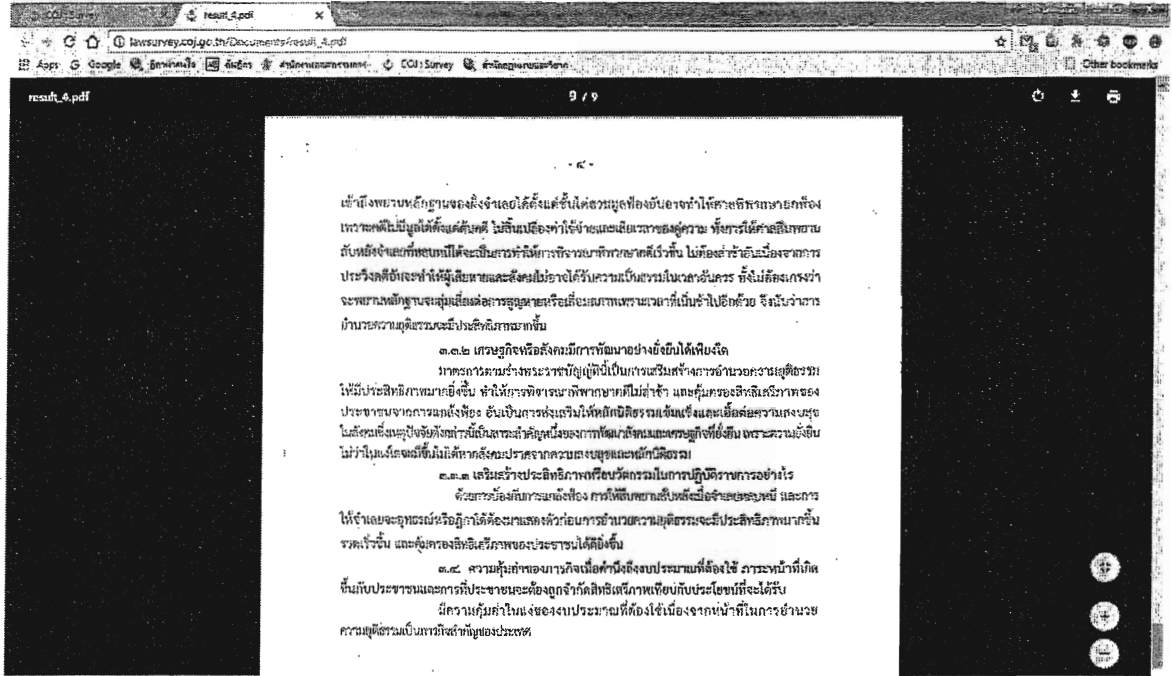 result_4.pdf
lawsurvey.coj.go.th/Documents/result_4.pdf
Apps Google COJ : Survey Other bookmarks
result_4.pdf 9 / 9
- ๙ -
เข้าถึงพยานหลักฐานของฝั่งจำเลยได้ตั้งแต่ชั้นไต่สวนมูลฟ้องอันอาจทำให้ศาลพิพากษายกฟ้อง
เพราะคดีไม่มีมูลได้ตั้งแต่ต้นคดี ไม่สิ้นเปลืองค่าใช้จ่ายและเสียเวลาของคู่ความ ทั้งการให้ศาลสืบพยาน
ลับหลังจำเลยที่หลบหนีได้จะเป็นการทำให้การพิจารณาพิพากษาคดีเร็วขึ้น ไม่ต้องล่าช้าอันเนื่องจากการ
ประวิงคดีอันจะทำให้ผู้เสียหายและสังคมไม่อาจได้รับความเป็นธรรมในเวลาอันควร ทั้งไม่ต้องเกรงว่า
จะพยานหลักฐานจะสุ่มเสี่ยงต่อการสูญหายหรือเสื่อมสภาพเพราะเวลาที่เนิ่นช้าไปอีกด้วย จึงนับว่าการ
อำนวยความยุติธรรมจะมีประสิทธิภาพมากขึ้น
๓.๓.๒ เศรษฐกิจหรือสังคมมีการพัฒนาอย่างยั่งยืนได้เพียงใด
มาตรการตามร่างพระราชบัญญัตินี้เป็นการเสริมสร้างการอำนวยความยุติธรรม
ให้มีประสิทธิภาพมากยิ่งขึ้น ทำให้การพิจารณาพิพากษาคดีไม่ล่าช้า และคุ้มครองสิทธิเสรีภาพของ
ประชาชนจากการแกล้งฟ้อง อันเป็นการส่งเสริมให้หลักนิติธรรมเข้มแข็งและเอื้อต่อความสงบสุข
ในสังคมซึ่งเหตุปัจจัยดังกล่าวนี้เป็นสาระสำคัญหนึ่งของการพัฒนาสังคมและเศรษฐกิจที่ยั่งยืน เพราะความยั่งยืน
ไม่ว่าในแง่ใดจะมีขึ้นไม่ได้หากสังคมปราศจากความสงบสุขและหลักนิติธรรม
๓.๓.๓ เสริมสร้างประสิทธิภาพหรือนวัตกรรมในการปฏิบัติราชการอย่างไร
ด้วยการป้องกันการแกล้งฟ้อง การให้สืบพยานลับหลังเมื่อจำเลยหลบหนี และการ
ให้จำเลยจะอุทธรณ์หรือฎีกาได้ต้องมาแสดงตัวก่อนการอำนวยความยุติธรรมจะมีประสิทธิภาพมากขึ้น
รวดเร็วขึ้น และคุ้มครองสิทธิเสรีภาพของประชาชนได้ดียิ่งขึ้น
๓.๔ ความคุ้มค่าของภารกิจเมื่อคำนึงถึงงบประมาณที่ต้องใช้ ภาระหน้าที่เกิด
ขึ้นกับประชาชนและการที่ประชาชนจะต้องถูกจำกัดสิทธิเสรีภาพเทียบกับประโยชน์ที่จะได้รับ
มีความคุ้มค่าในแง่ของงบประมาณที่ต้องใช้เนื่องจากหน้าที่ในการอำนวย
ความยุติธรรมเป็นภารกิจสำคัญของประเทศ